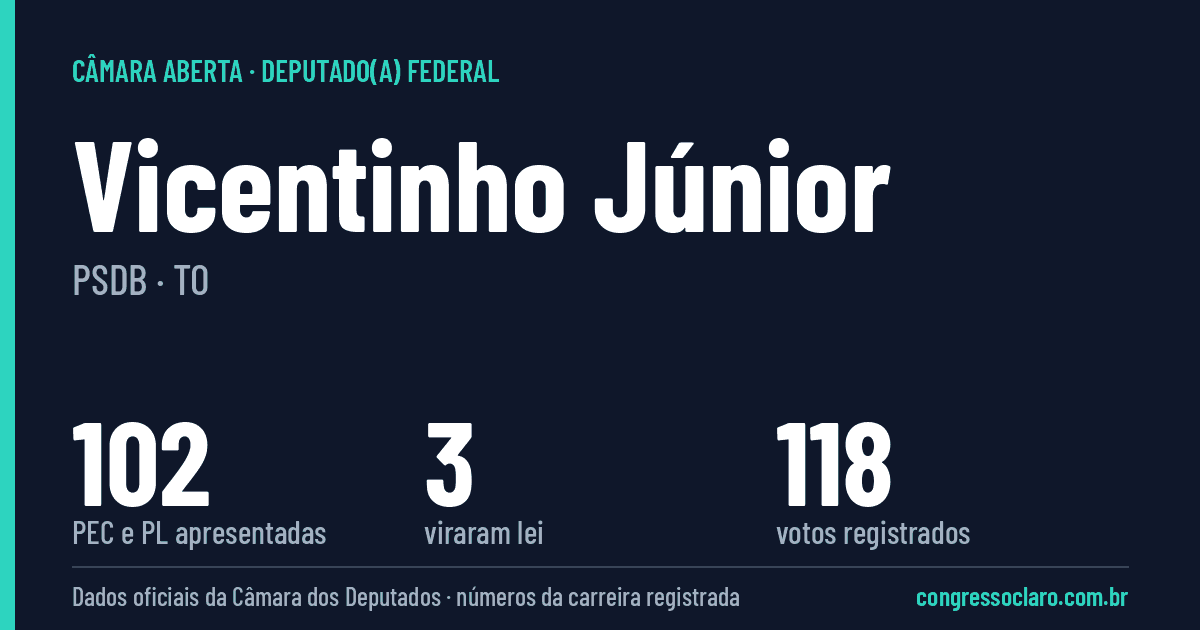 CÂMARA ABERTA · DEPUTADO(A) FEDERAL
Vicentinho Júnior
PSDB · TO
102 3 118
PEC e PL apresentadas viraram lei votos registrados
Dados oficiais da Câmara dos Deputados · números da carreira registrada congressoclaro.com.br